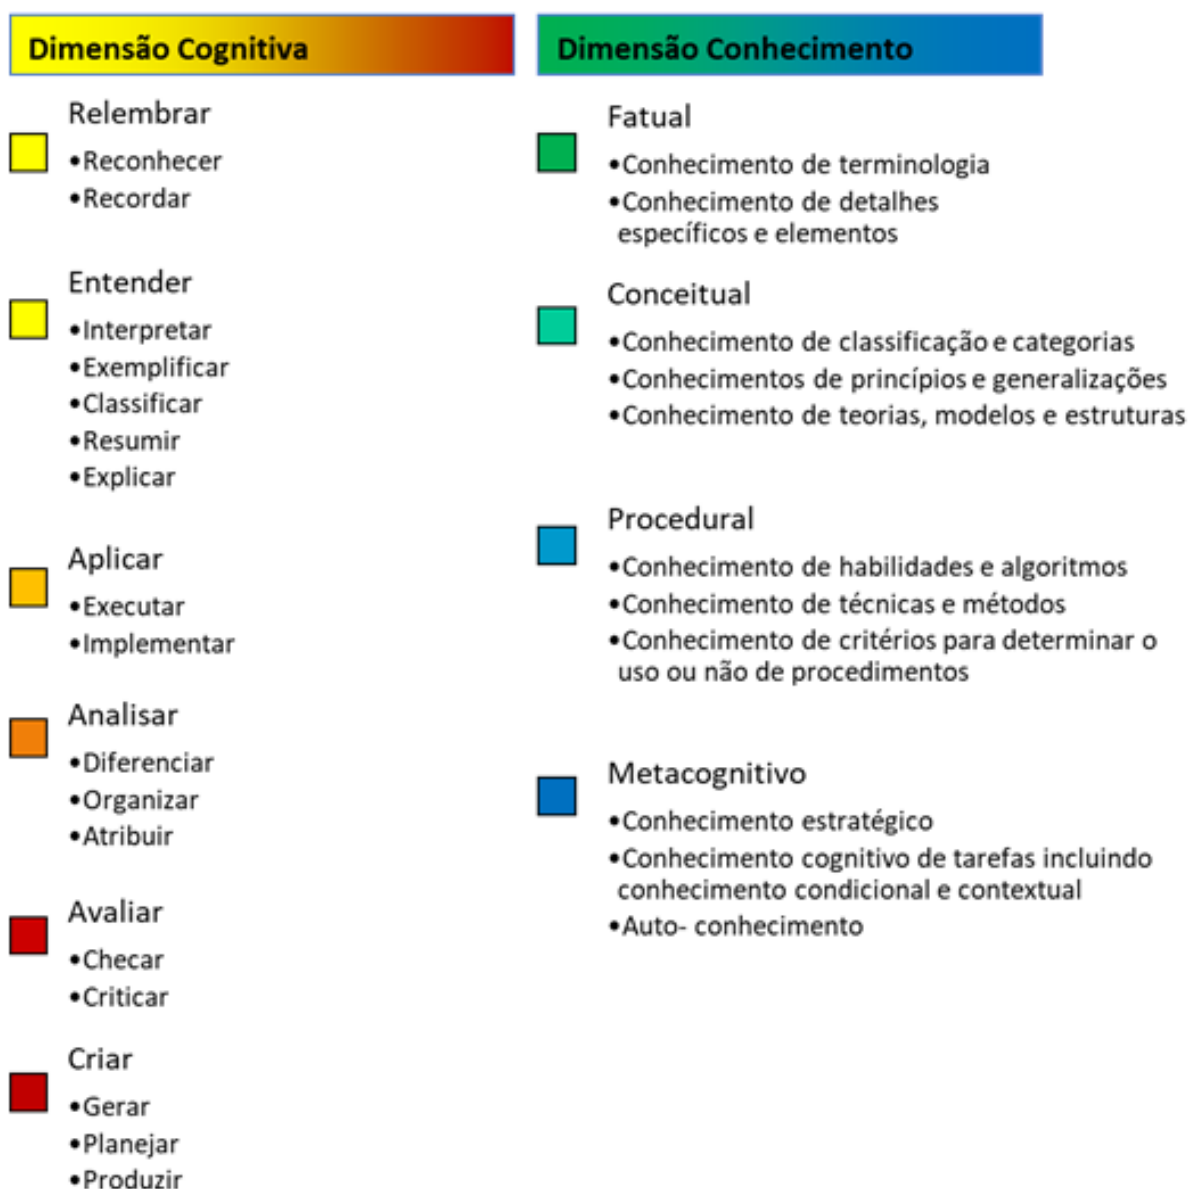 Dimensão Cognitiva
Relembrar
•Reconhecer
•Recordar
Entender
•Interpretar
•Exemplificar
•Classificar
•Resumir
•Explicar
Aplicar
•Executar
•Implementar
Analisar
•Diferenciar
•Organizar
•Atribuir
Avaliar
•Checar
•Criticar
Criar
•Gerar
•Planejar
•Produzir
Dimensão Conhecimento
Fatual
•Conhecimento de terminologia
•Conhecimento de detalhes
específicos e elementos
Conceitual
•Conhecimento de classificação e categorias
•Conhecimentos de princípios e generalizações
•Conhecimento de teorias, modelos e estruturas
Procedural
•Conhecimento de habilidades e algoritmos
•Conhecimento de técnicas e métodos
•Conhecimento de critérios para determinar o
uso ou não de procedimentos
Metacognitivo
•Conhecimento estratégico
•Conhecimento cognitivo de tarefas incluindo
conhecimento condicional e contextual
•Auto- conhecimento